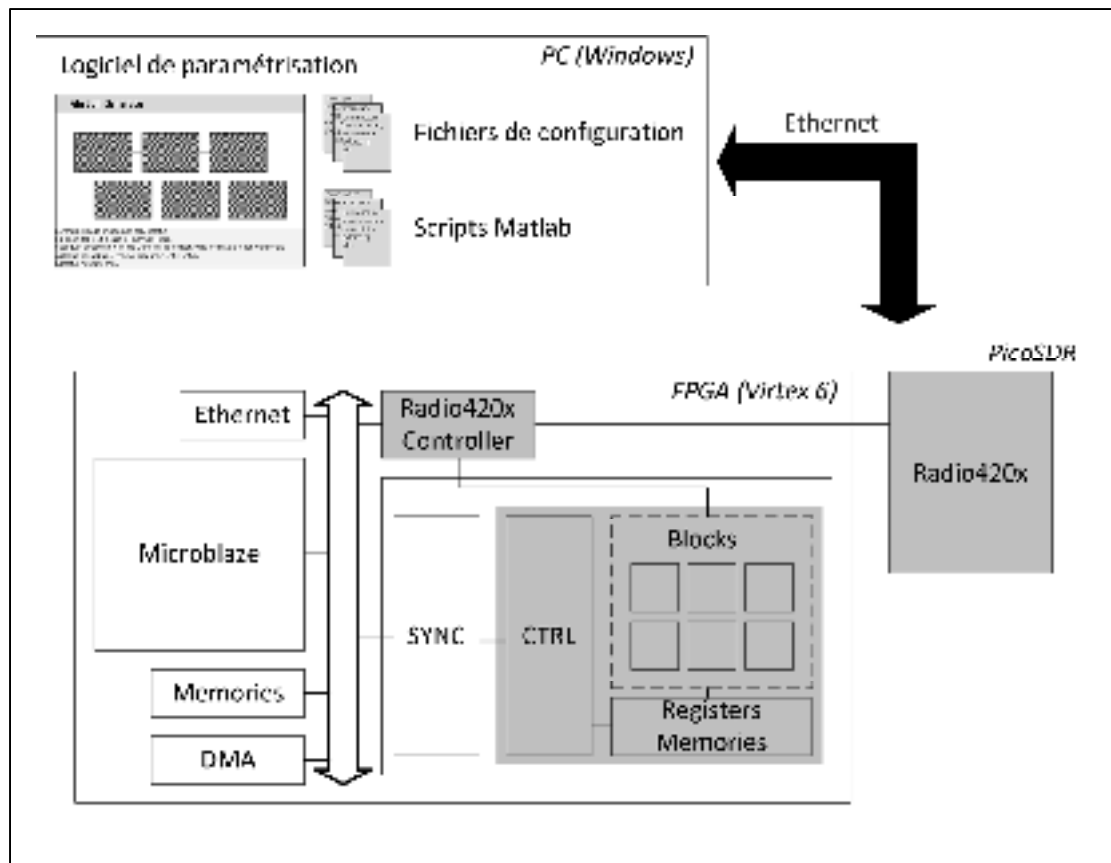 PC (Windows)
Logiciel de paramétrisation
Fichiers de configuration
Scripts Matlab
Ethernet
PicoSDR
FPGA (Virtex 6)
Ethernet
Radio420x
Controller
Radio420x
Microblaze
Blocks
SYNC
CTRL
Memories
Registers
Memories
DMA